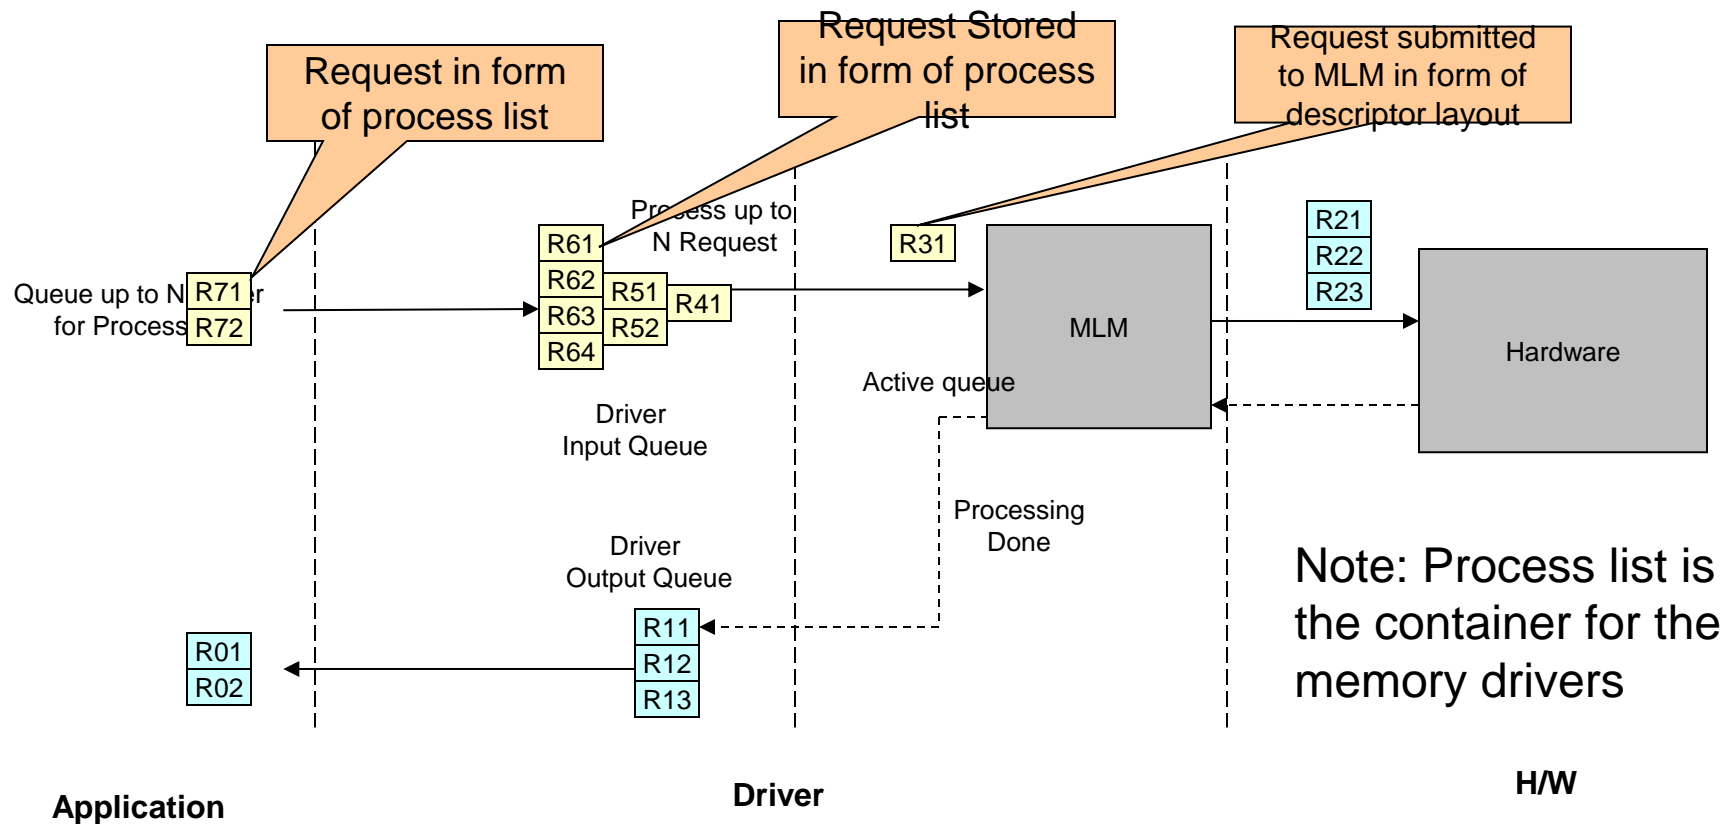 Request in form
of process list
Request Stored
in form of process
list
Request submitted
to MLM in form of
descriptor layout
Process up to
N Request
Queue up to N
for Process
R71
R72
R61
R62
R63
R64
R51
R52
R41
R31
MLM
R21
R22
R23
Hardware
Active queue
Driver
Input Queue
Processing
Done
Driver
Output Queue
R11
R12
R13
R01
R02
Note: Process list is
the container for the
memory drivers
Application
Driver
H/W